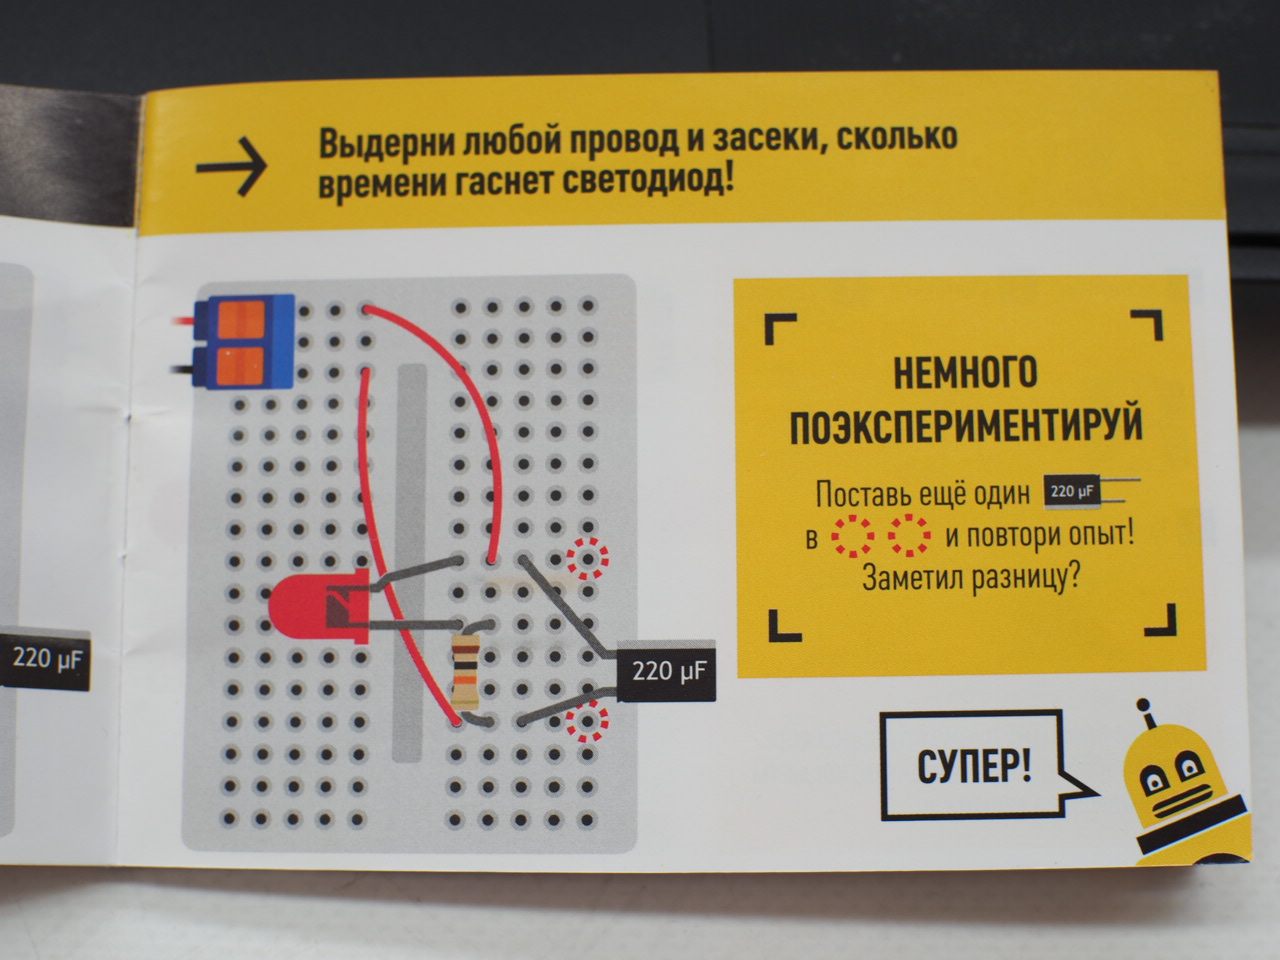 Выдерни любой провод и засеки, сколько
времени гаснет светодиод!
220 µF
220 µF
НЕМНОГО
ПОЭКСПЕРИМЕНТИРУЙ
Поставь ещё один 220 µF
в и повтори опыт!
Заметил разницу?
СУПЕР!